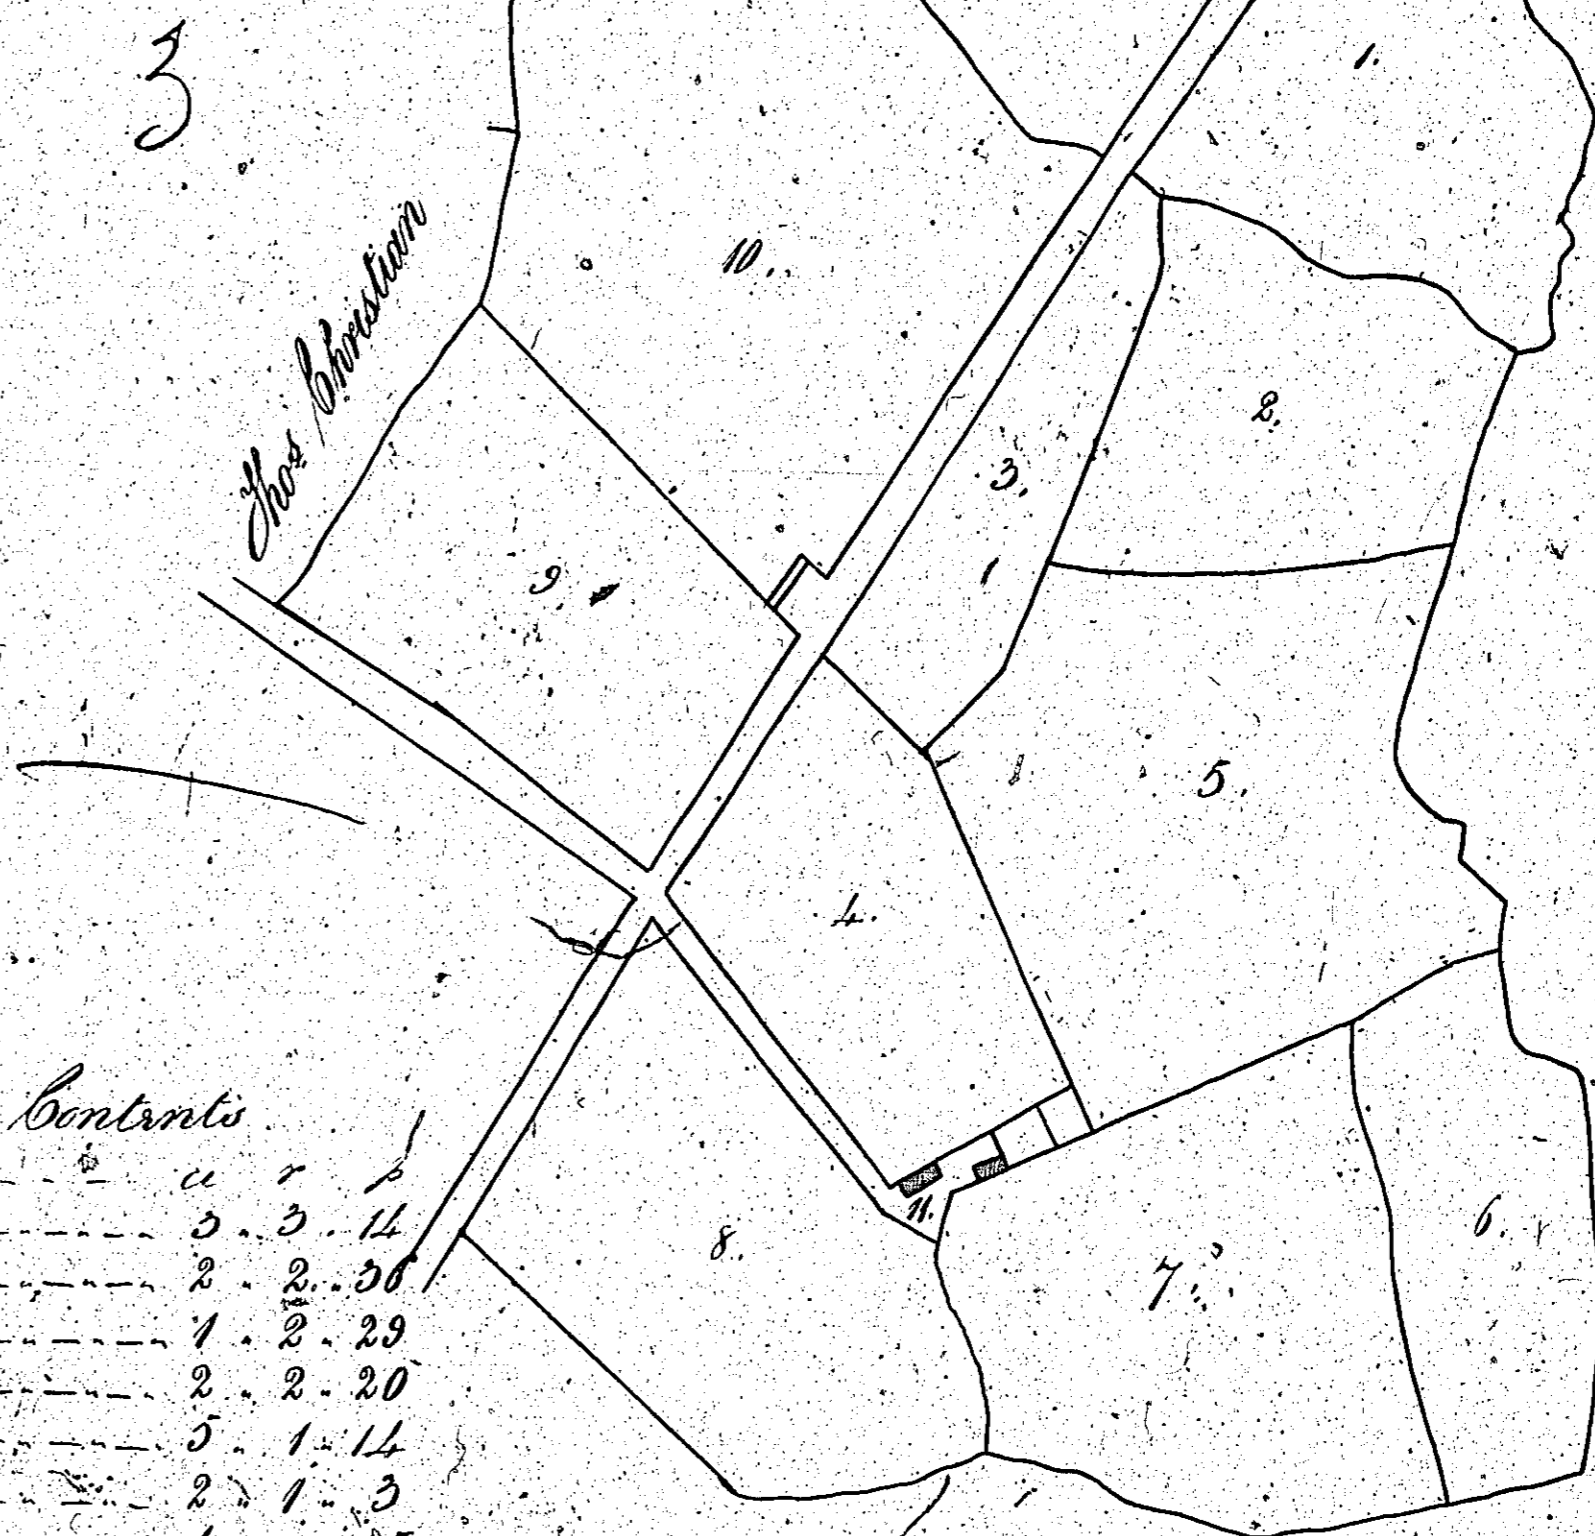 3
1.
10.
Thos Christian
2.
3.
9.
5.
4.
Contents
a r p
3 . 3 . 14
2 . 2 . 36
1 . 2 . 29
2 . 2 . 20
5 . 1 . 14
2 . 1 . 3
11.
8.
6.
7.